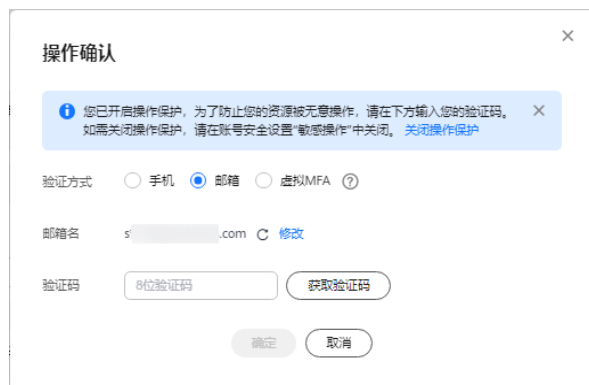 操作确认
您已开启操作保护，为了防止您的资源被无意操作，请在下方输入您的验证码。
如需关闭操作保护，请在账号安全设置“敏感操作”中关闭。 关闭操作保护
验证方式 手机 邮箱 虚拟MFA ?
邮箱名 s .com 修改
验证码 8位验证码 获取验证码
确定 取消